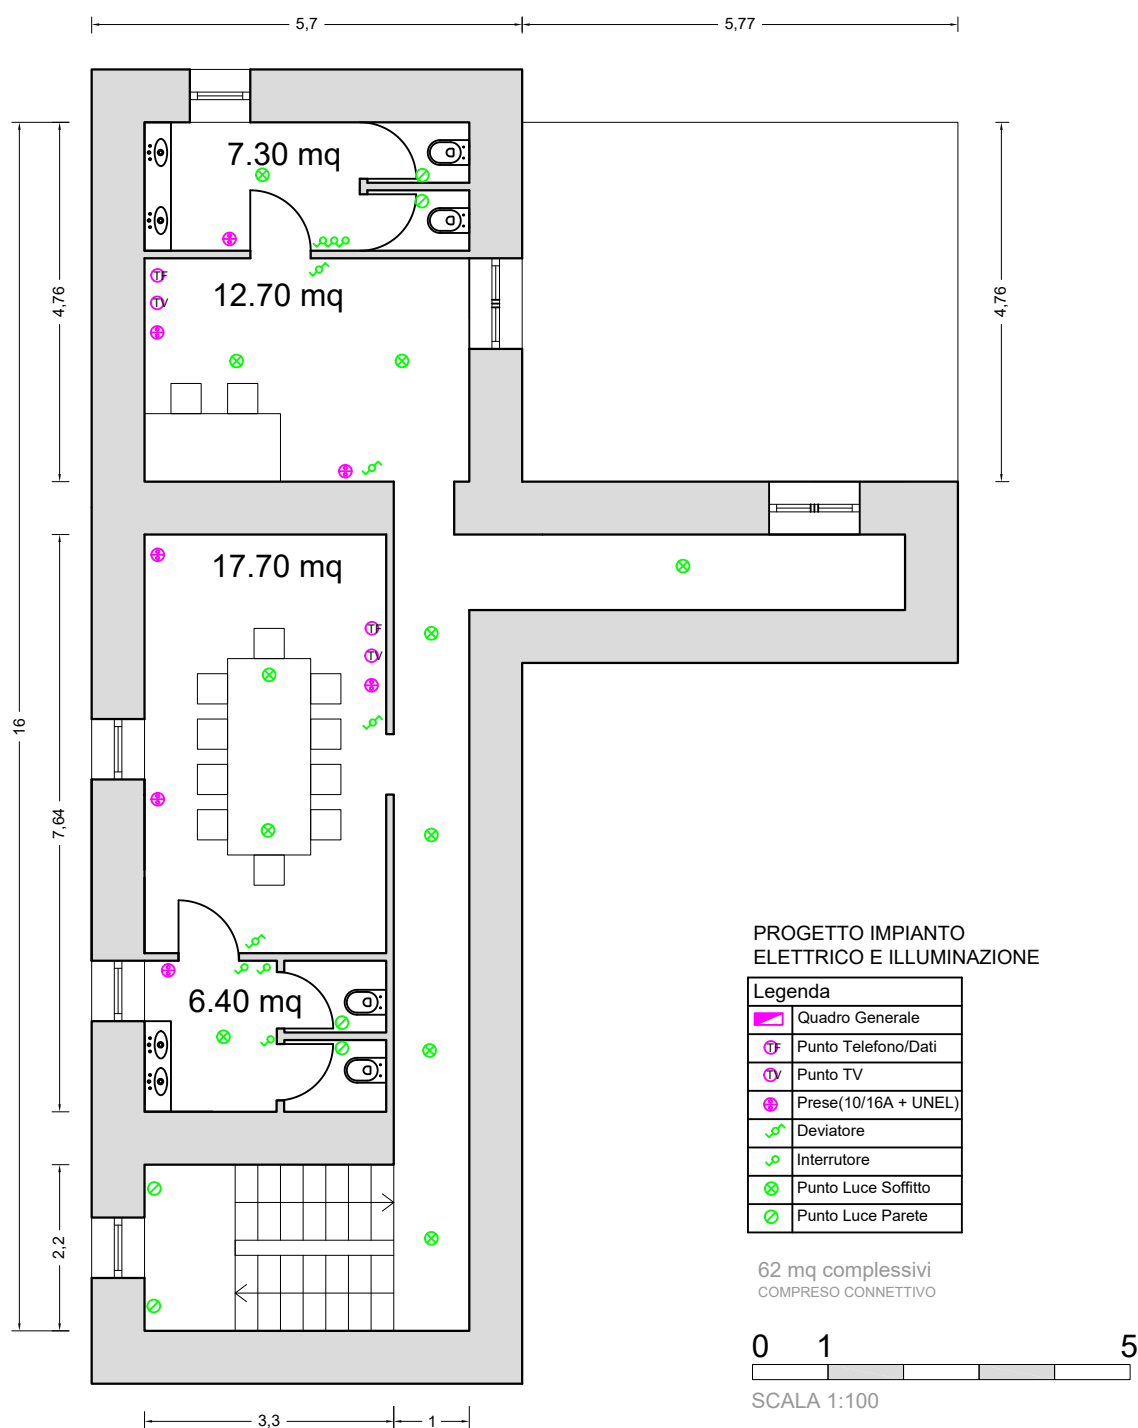 5,7
5,77
7.30 mq
TF
12.70 mq
TV
4,76
4,76
17.70 mq
TF
TV
16
7,64
6.40 mq
2,2
3,3
1
PROGETTO IMPIANTO
ELETTRICO E ILLUMINAZIONE
Legenda
Quadro Generale
TF Punto Telefono/Dati
TV Punto TV
Prese(10/16A + UNEL)
Deviatore
Interrutore
Punto Luce Soffitto
Punto Luce Parete
62 mq complessivi
COMPRESO CONNETTIVO
0 1 5
SCALA 1:100